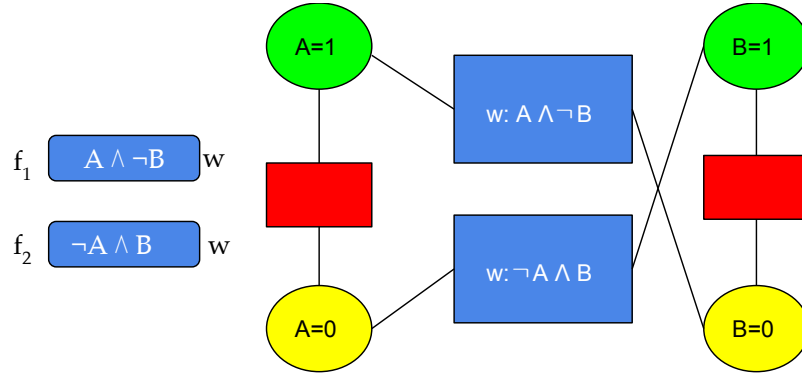 f₁ A ∧ ¬B w
f₂ ¬A ∧ B w
A=1
w: A ∧ ¬ B
B=1
w: ¬ A ∧ B
A=0
B=0